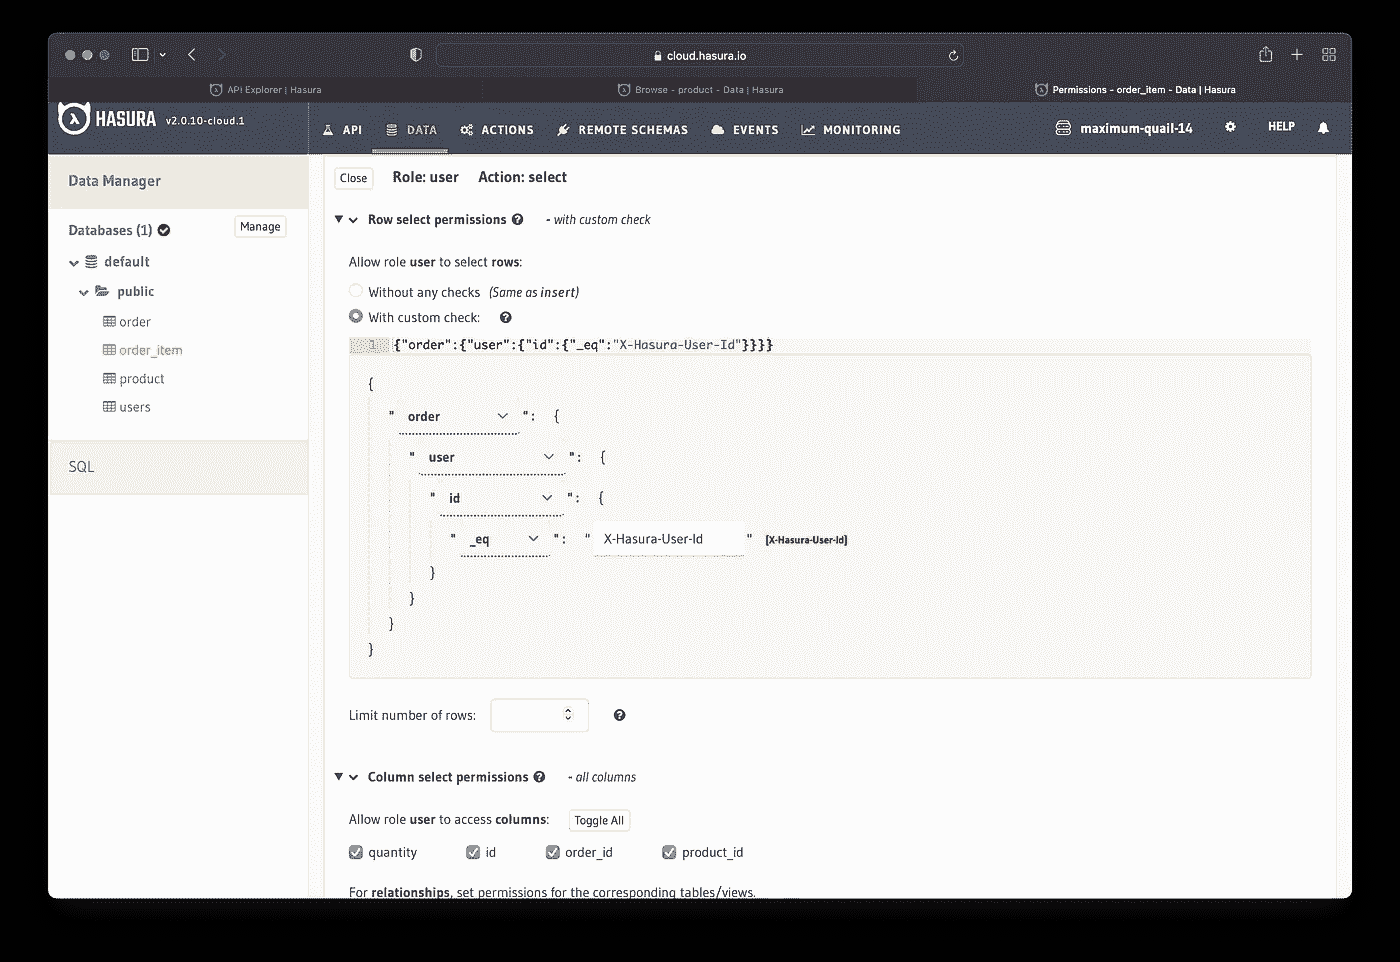 cloud.hasura.io
API Explorer | Hasura
Browse - product - Data | Hasura
Permissions - order_item - Data | Hasura
HASURA v2.0.10-cloud.1
API DATA ACTIONS REMOTE SCHEMAS EVENTS MONITORING
maximum-quail-14 HELP
Data Manager
Databases (1)
Manage
default
public
order
order_item
product
users
SQL
Close Role: user Action: select
Row select permissions ? - with custom check
Allow role user to select rows:
Without any checks (Same as insert)
With custom check: ?
1 {"order":{"user":{"id":{"_eq":"X-Hasura-User-Id"}}}}
{
" order ": {
" user ": {
" id ": {
" _eq ": " X-Hasura-User-Id " [X-Hasura-User-Id]
}
}
}
}
Limit number of rows: ?
Column select permissions ? - all columns
Allow role user to access columns: Toggle All
quantity id order_id product_id
For relationships, set permissions for the corresponding tables/views.